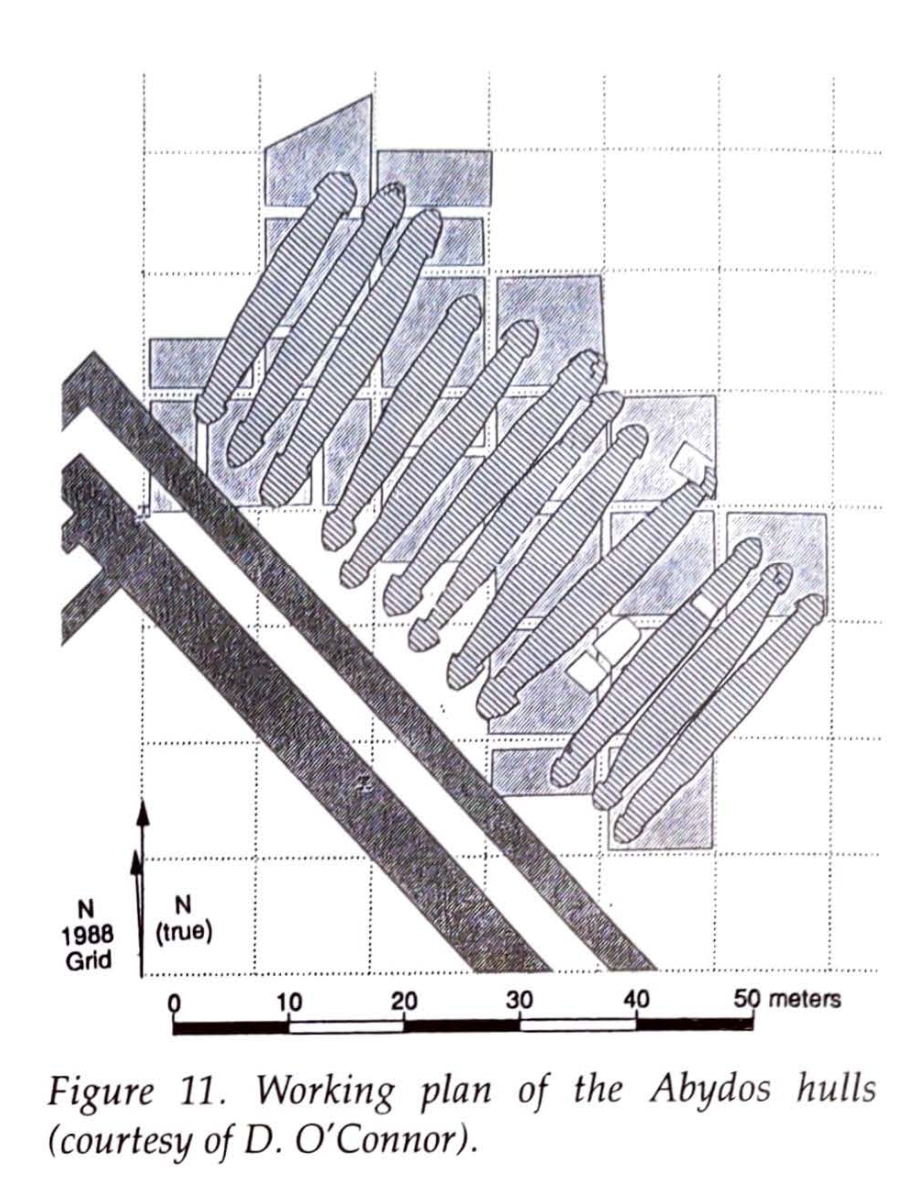 N
1988
Grid
N
(true)
0 10 20 30 40 50 meters
Figure 11. Working plan of the Abydos hulls
(courtesy of D. O'Connor).